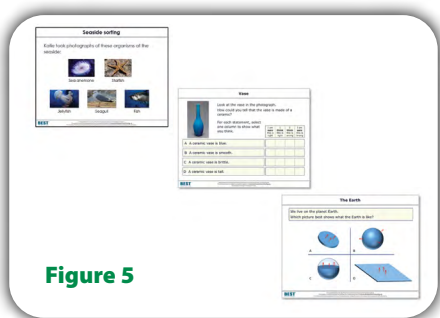 Seaside sorting
Katie took photographs of these organisms at the
seaside:
Sea anemone
Starfish
Jellyfish
Seagull
Fish
BEST
Vase
Look at the vase in the photograph.
How could you tell that the vase is made of a
ceramic?
For each statement, select
one column to show what
you think.
A A ceramic vase is blue.
B A ceramic vase is smooth.
C A ceramic vase is brittle.
D A ceramic vase is tall.
BEST
The Earth
We live on the planet Earth.
Which picture best shows what the Earth is like?
A
B
C
D
BEST
Figure 5